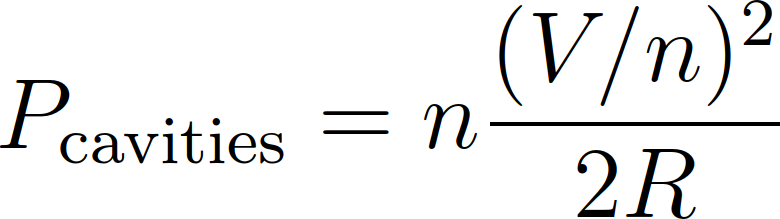 P_cavities = n (V/n)² / 2R